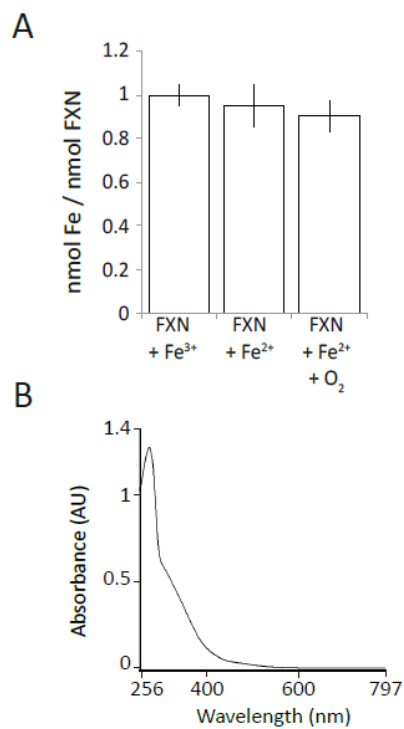 A
nmol Fe / nmol FXN
1.2
1
0.8
0.6
0.4
0.2
0
FXN FXN FXN
+ Fe³⁺ + Fe²⁺ + Fe²⁺
+ O₂
B
Absorbance (AU)
1.4
1
0.5
0
256 400 600 797
Wavelength (nm)